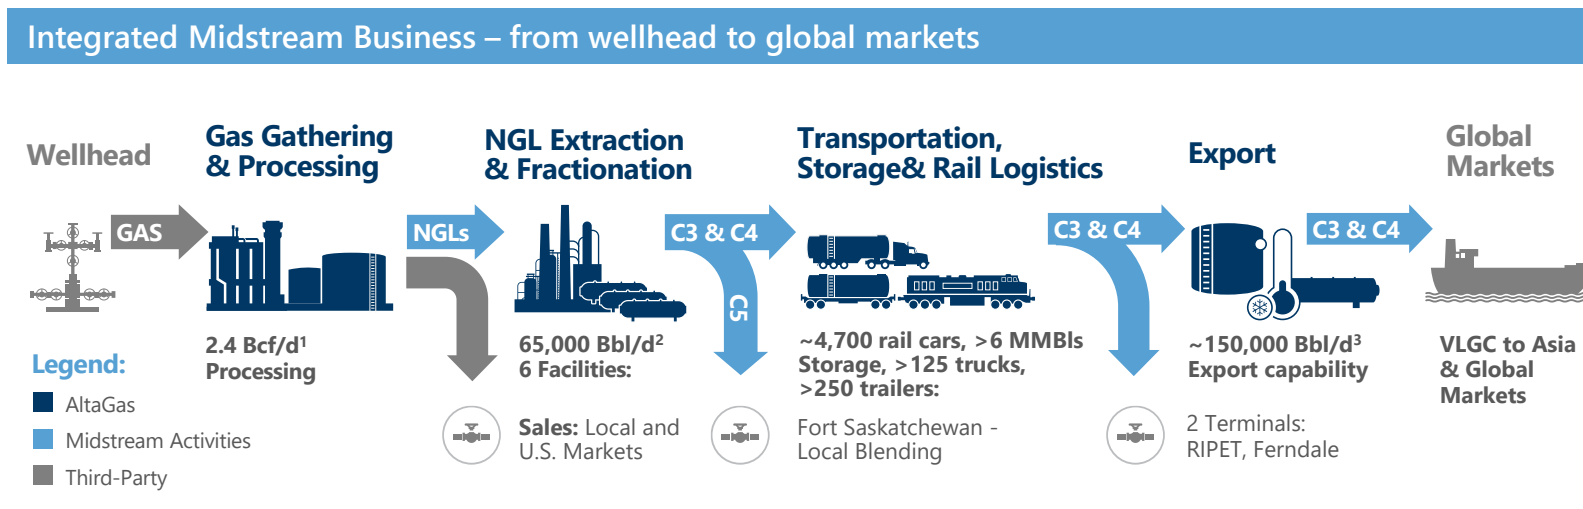 Integrated Midstream Business – from wellhead to global markets
Wellhead
Gas Gathering
& Processing
NGL Extraction
& Fractionation
Transportation,
Storage& Rail Logistics
Export
Global
Markets
GAS
NGLs
C3 & C4
C5
C3 & C4
C3 & C4
2.4 Bcf/d¹
Processing
65,000 Bbl/d²
6 Facilities:
~4,700 rail cars, >6 MMBls
Storage, >125 trucks,
>250 trailers:
~150,000 Bbl/d³
Export capability
VLGC to Asia
& Global
Markets
Legend:
AltaGas
Midstream Activities
Third-Party
Sales: Local and
U.S. Markets
Fort Saskatchewan -
Local Blending
2 Terminals:
RIPET, Ferndale